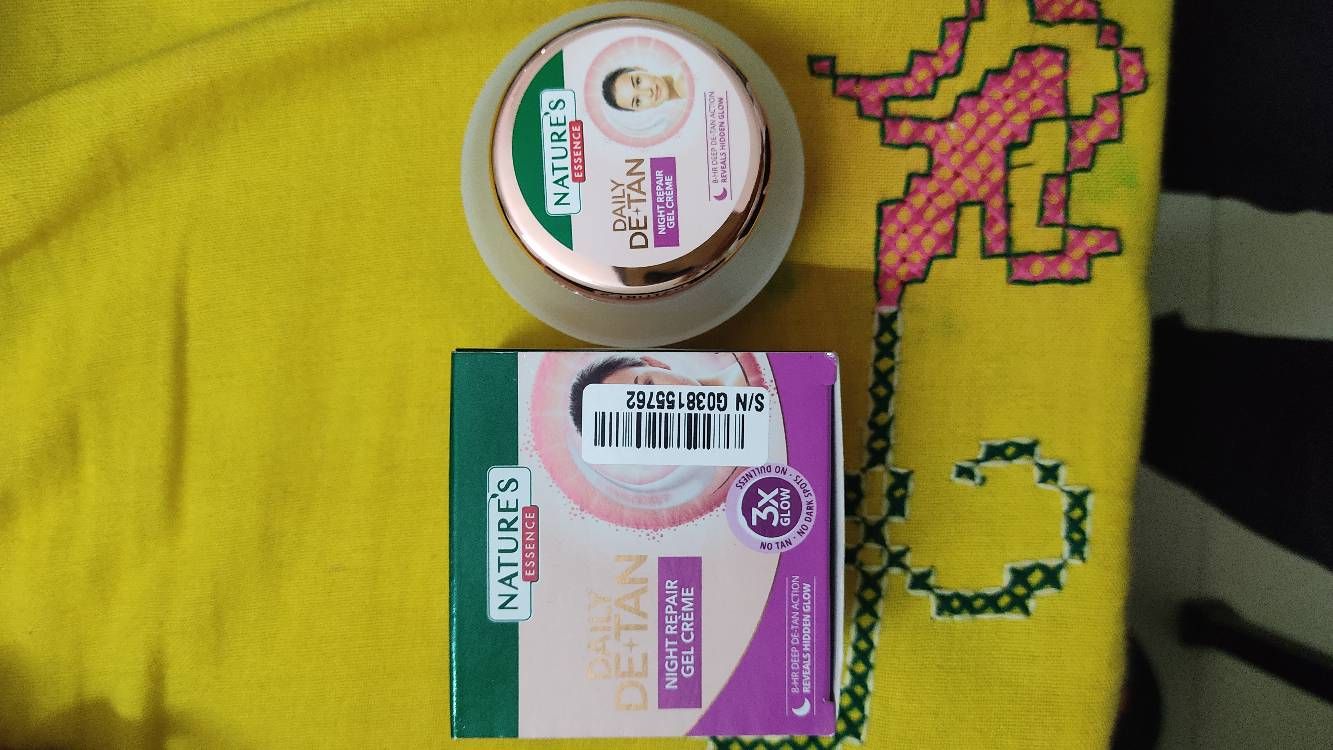 NATURE'S
ESSENCE
DAILY
DE+TAN
NIGHT REPAIR
GEL CRÈME
8-HR DEEP DE-TAN ACTION
REVEALS HIDDEN GLOW
NATURE'S
ESSENCE
DAILY
DE+TAN
NIGHT REPAIR
GEL CRÈME
8-HR DEEP DE-TAN ACTION
REVEALS HIDDEN GLOW
3X
GLOW
NO TAN · NO DARK SPOTS · NO DULLNESS
S/N G038155762